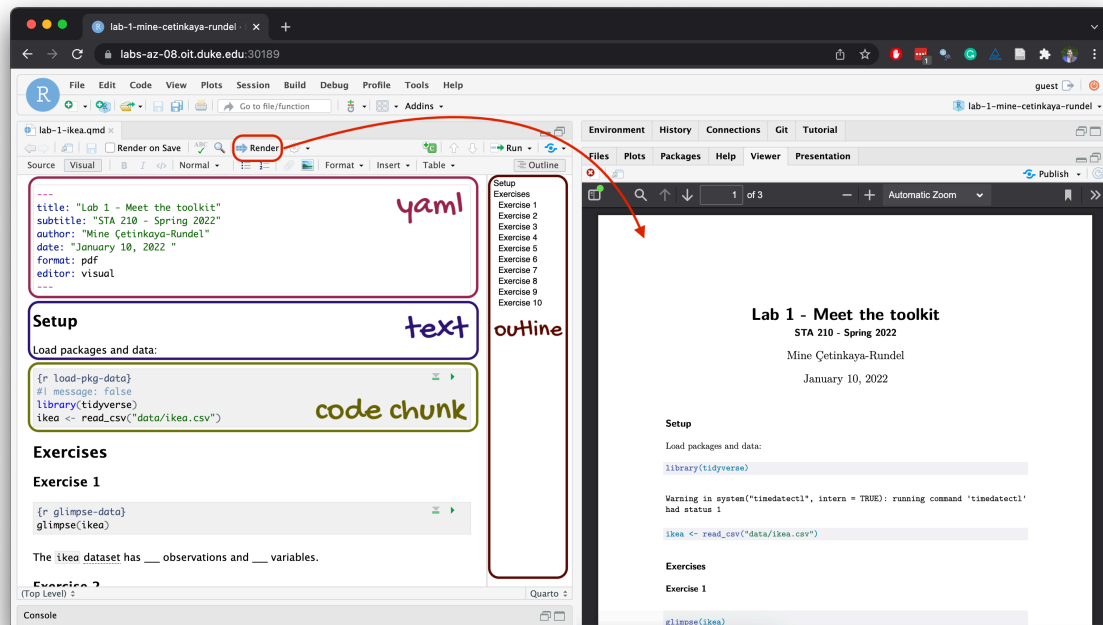 lab-1-mine-cetinkaya-rundel -
labs-az-08.oit.duke.edu:30189
1
R
File Edit Code View Plots Session Build Debug Profile Tools Help
guest
Go to file/function
Addins
lab-1-mine-cetinkaya-rundel
lab-1-ikea.qmd
Render on Save
Render
Run
Source Visual B I </> Normal Format Insert Table Outline
---
title: "Lab 1 - Meet the toolkit"
subtitle: "STA 210 - Spring 2022"
author: "Mine Çetinkaya-Rundel"
date: "January 10, 2022 "
format: pdf
editor: visual
---
yaml
Setup
Load packages and data:
text
{r load-pkg-data}
#| message: false
library(tidyverse)
ikea <- read_csv("data/ikea.csv")
code chunk
Exercises
Exercise 1
{r glimpse-data}
glimpse(ikea)
The ikea dataset has ___ observations and ___ variables.
Exercise 2
(Top Level)
Quarto
Console
Setup
Exercises
Exercise 1
Exercise 2
Exercise 3
Exercise 4
Exercise 5
Exercise 6
Exercise 7
Exercise 8
Exercise 9
Exercise 10
outline
Environment History Connections Git Tutorial
Files Plots Packages Help Viewer Presentation
Publish
1 of 3
Automatic Zoom
Lab 1 - Meet the toolkit
STA 210 - Spring 2022
Mine Çetinkaya-Rundel
January 10, 2022
Setup
Load packages and data:
library(tidyverse)
Warning in system("timedatectl", intern = TRUE): running command 'timedatectl'
had status 1
ikea <- read_csv("data/ikea.csv")
Exercises
Exercise 1
glimpse(ikea)